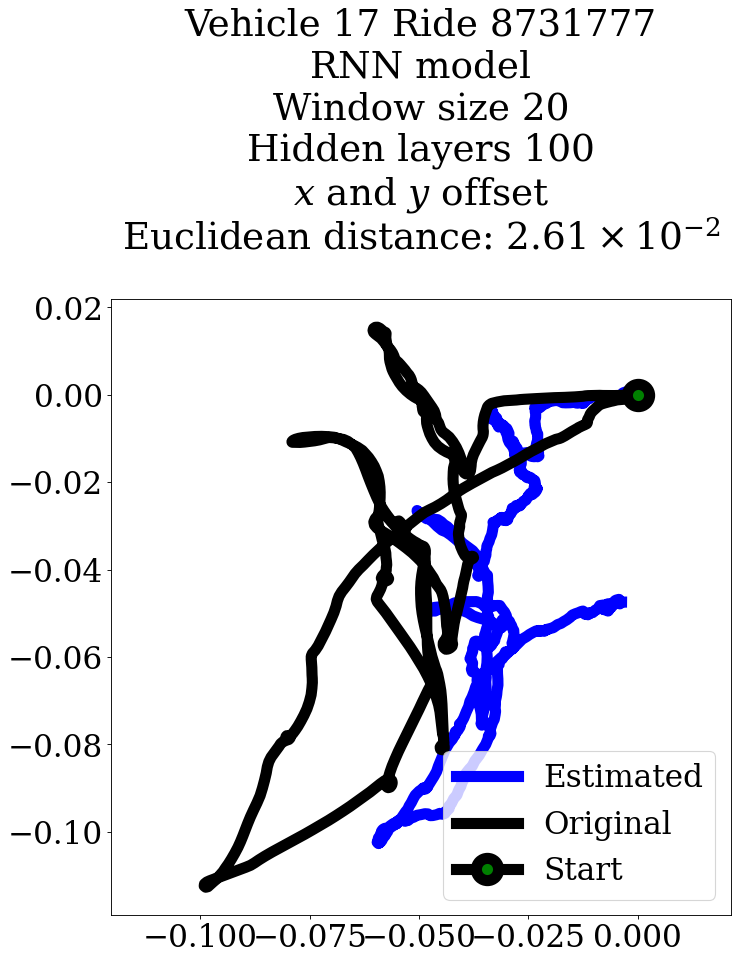 Vehicle 17 Ride 8731777
RNN model
Window size 20
Hidden layers 100
x and y offset
Euclidean distance: 2.61 × 10⁻²
0.02
0.00
−0.02
−0.04
−0.06
−0.08
−0.10
Estimated
Original
Start
−0.100 −0.075 −0.050 −0.025 0.000